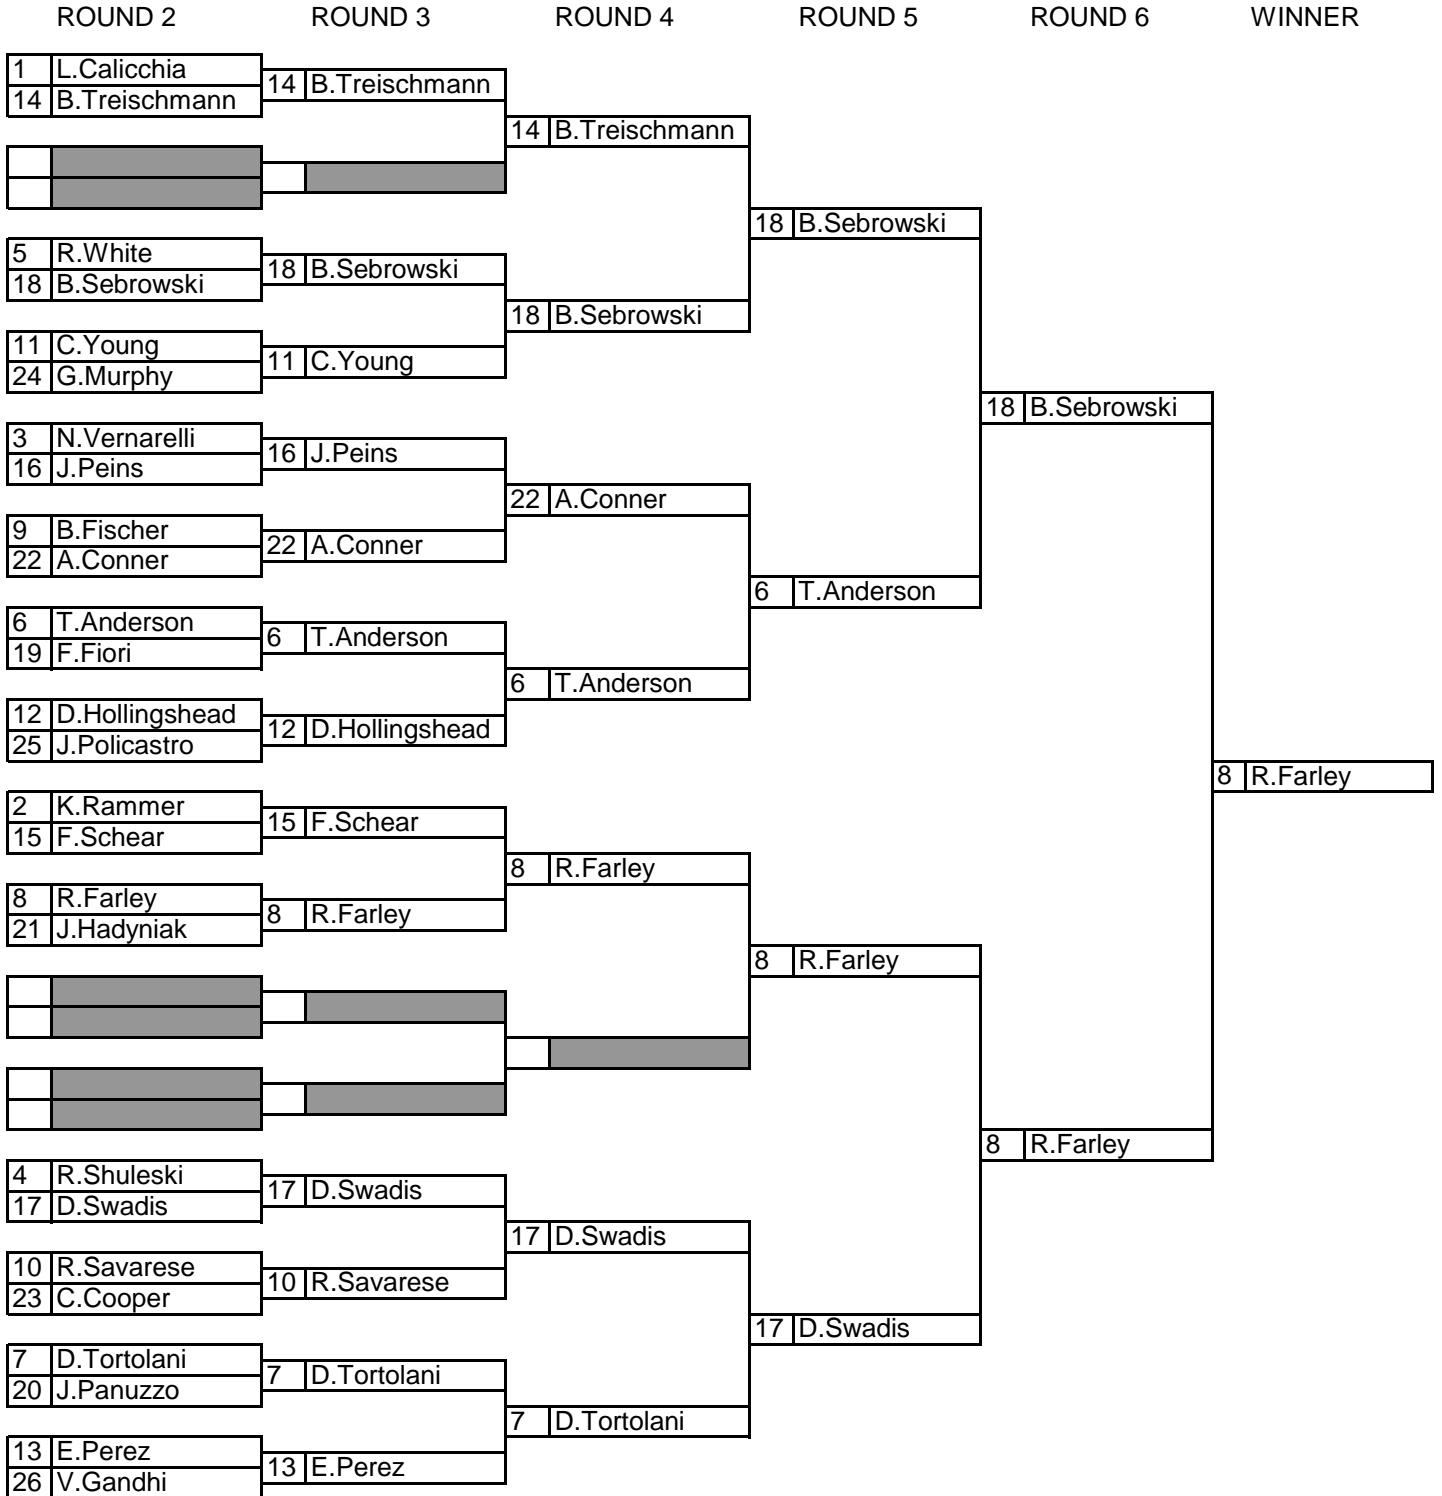 ROUND 2 ROUND 3 ROUND 4 ROUND 5 ROUND 6 WINNER
1 L.Calicchia
14 B.Treischmann
14 B.Treischmann
14 B.Treischmann
18 B.Sebrowski
5 R.White
18 B.Sebrowski
18 B.Sebrowski
18 B.Sebrowski
11 C.Young
24 G.Murphy
11 C.Young
18 B.Sebrowski
3 N.Vernarelli
16 J.Peins
16 J.Peins
22 A.Conner
9 B.Fischer
22 A.Conner
22 A.Conner
6 T.Anderson
6 T.Anderson
19 F.Fiori
6 T.Anderson
6 T.Anderson
12 D.Hollingshead
25 J.Policastro
12 D.Hollingshead
8 R.Farley
2 K.Rammer
15 F.Schear
15 F.Schear
8 R.Farley
8 R.Farley
21 J.Hadyniak
8 R.Farley
8 R.Farley
8 R.Farley
4 R.Shuleski
17 D.Swadis
17 D.Swadis
17 D.Swadis
10 R.Savarese
23 C.Cooper
10 R.Savarese
17 D.Swadis
7 D.Tortolani
20 J.Panuzzo
7 D.Tortolani
7 D.Tortolani
13 E.Perez
26 V.Gandhi
13 E.Perez